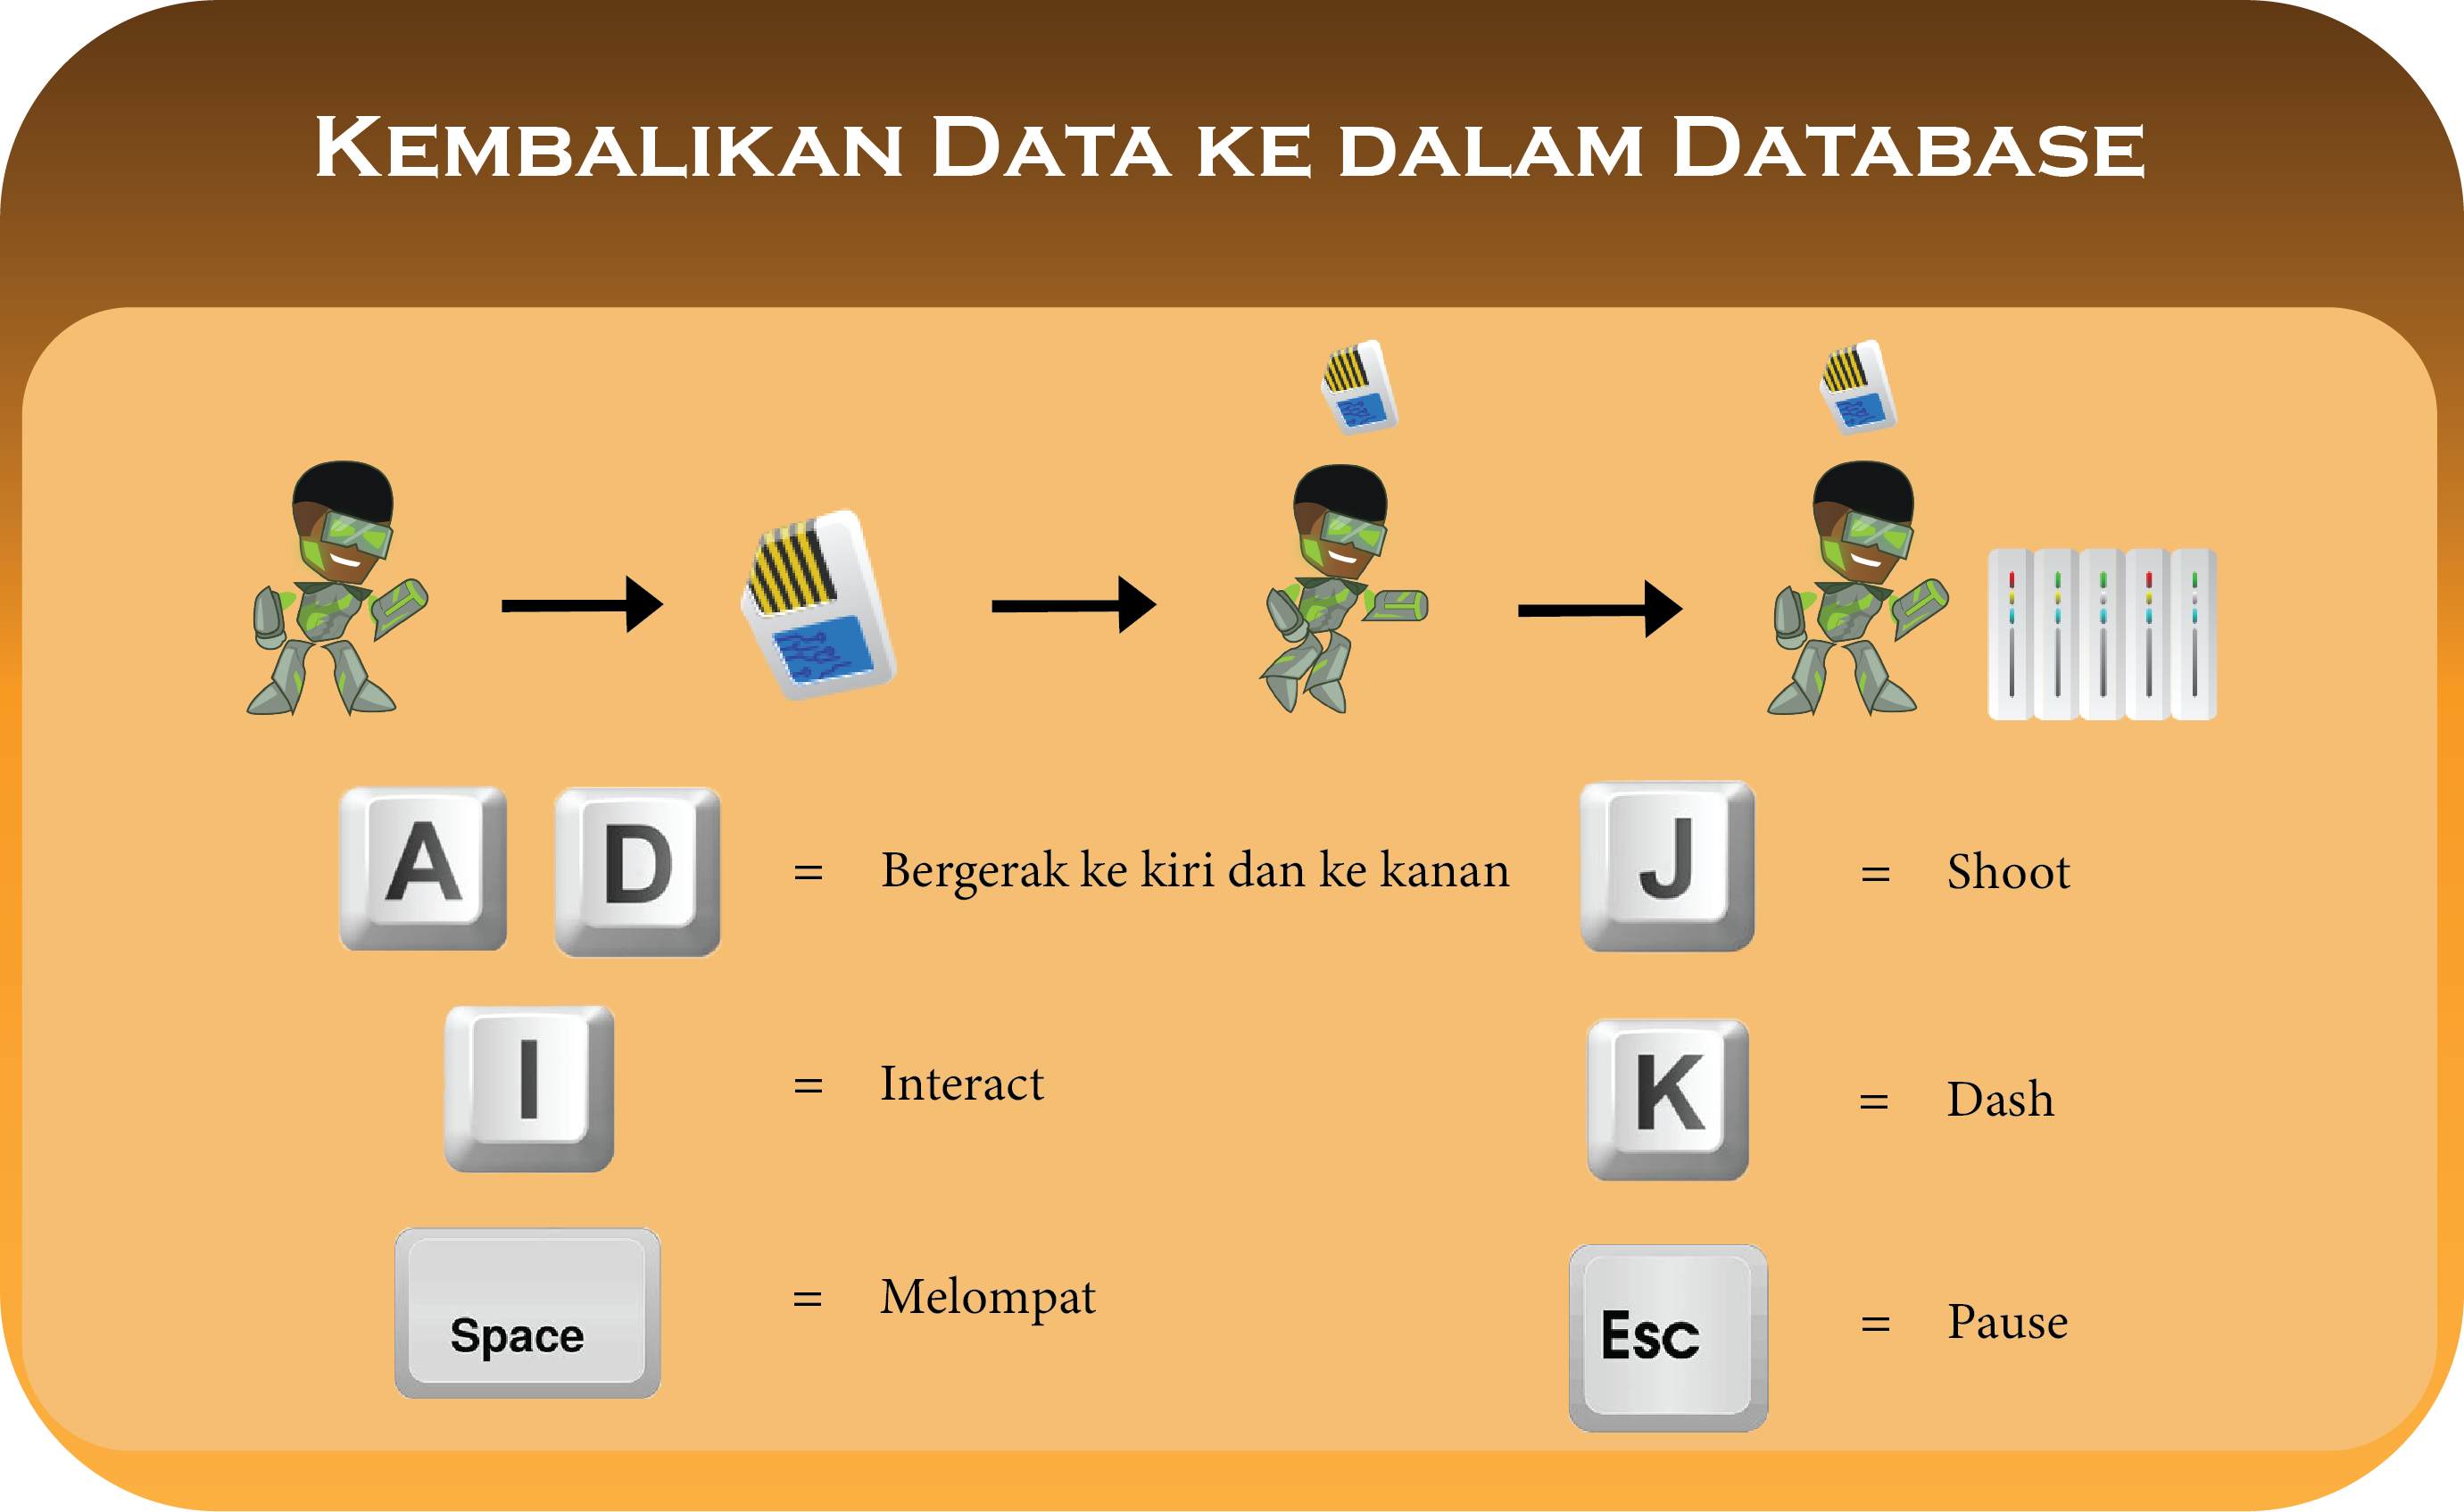 Kembalikan Data ke dalam Database
A D = Bergerak ke kiri dan ke kanan
J = Shoot
I = Interact
K = Dash
Space = Melompat
Esc = Pause